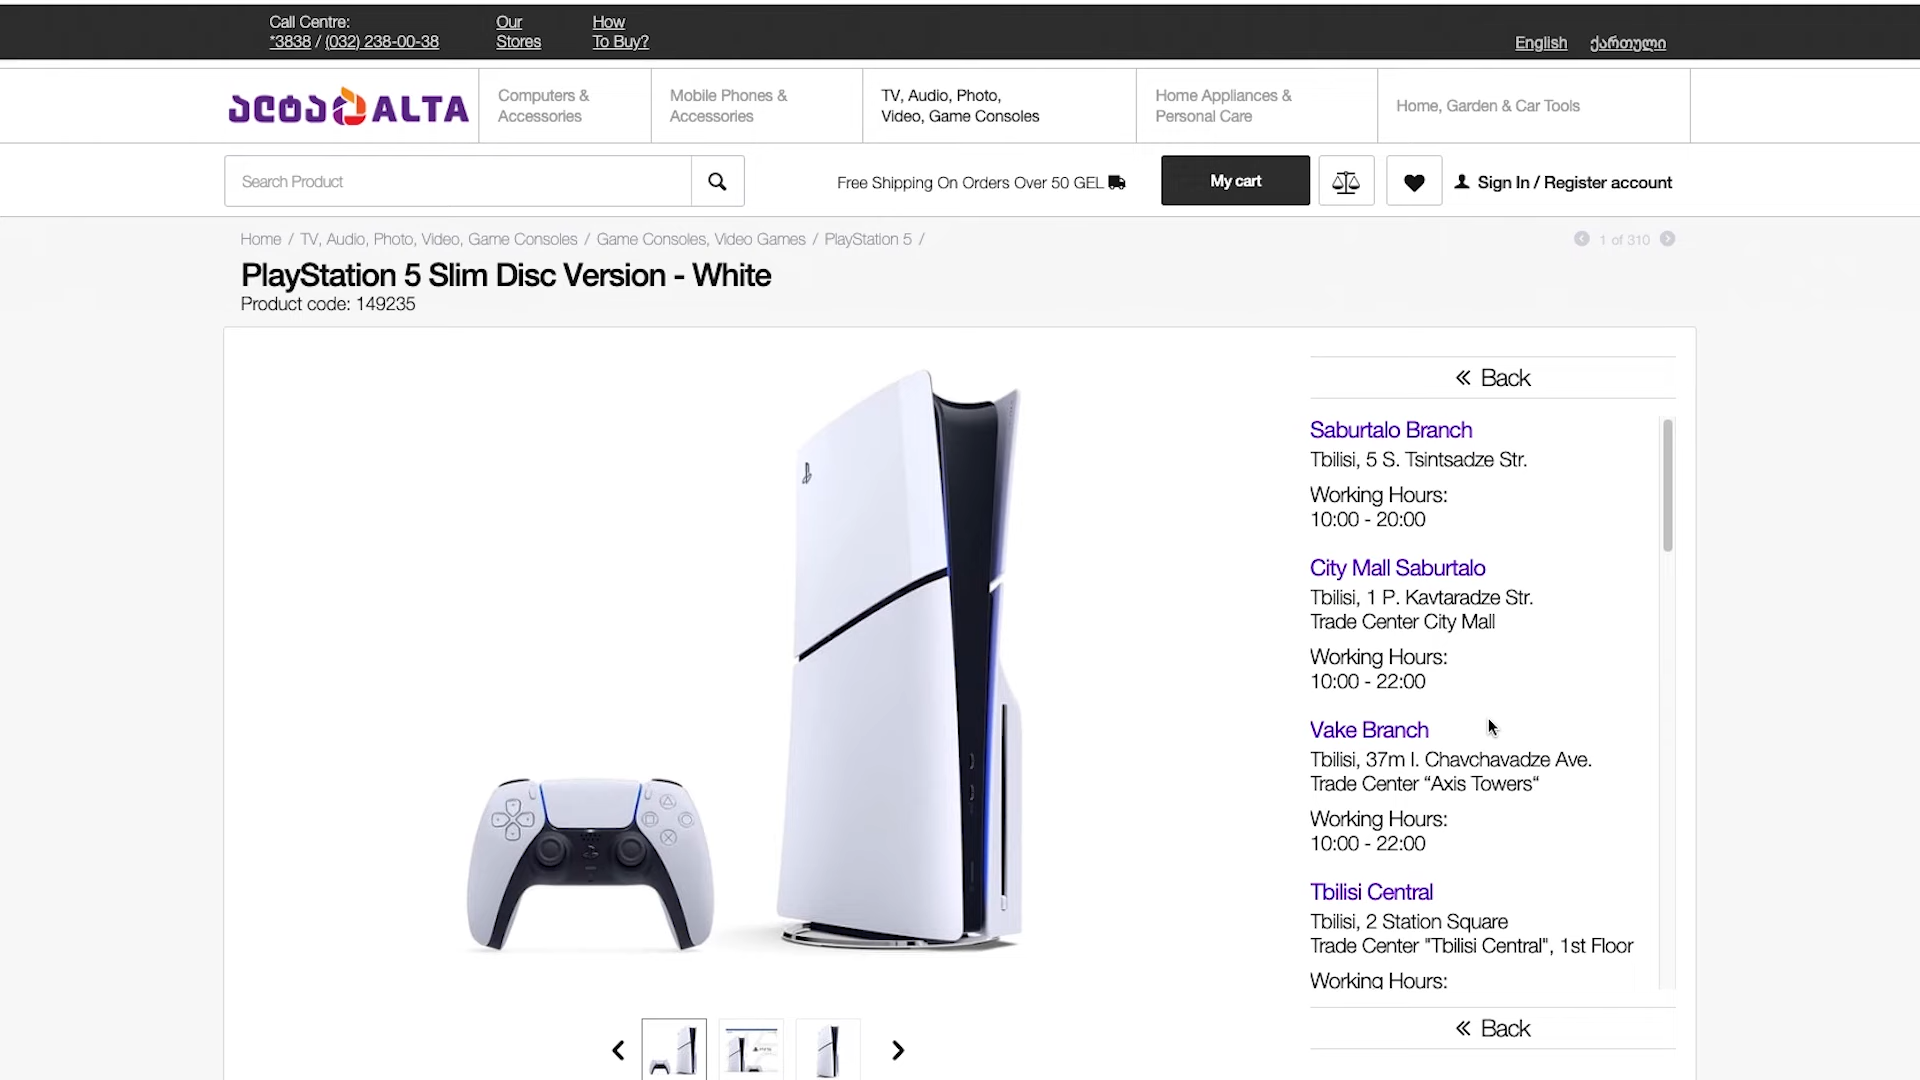 Call Centre:
*3838 / (032) 238-00-38
Our
Stores
How
To Buy?
English
ქართული
ალტა ALTA
Computers &
Accessories
Mobile Phones &
Accessories
TV, Audio, Photo,
Video, Game Consoles
Home Appliances &
Personal Care
Home, Garden & Car Tools
Search Product
Free Shipping On Orders Over 50 GEL
My cart
Sign In / Register account
Home / TV, Audio, Photo, Video, Game Consoles / Game Consoles, Video Games / PlayStation 5 /
1 of 310
PlayStation 5 Slim Disc Version - White
Product code: 149235
« Back
Saburtalo Branch
Tbilisi, 5 S. Tsintsadze Str.
Working Hours:
10:00 - 20:00
City Mall Saburtalo
Tbilisi, 1 P. Kavtaradze Str.
Trade Center City Mall
Working Hours:
10:00 - 22:00
Vake Branch
Tbilisi, 37m I. Chavchavadze Ave.
Trade Center “Axis Towers“
Working Hours:
10:00 - 22:00
Tbilisi Central
Tbilisi, 2 Station Square
Trade Center "Tbilisi Central", 1st Floor
Working Hours:
« Back